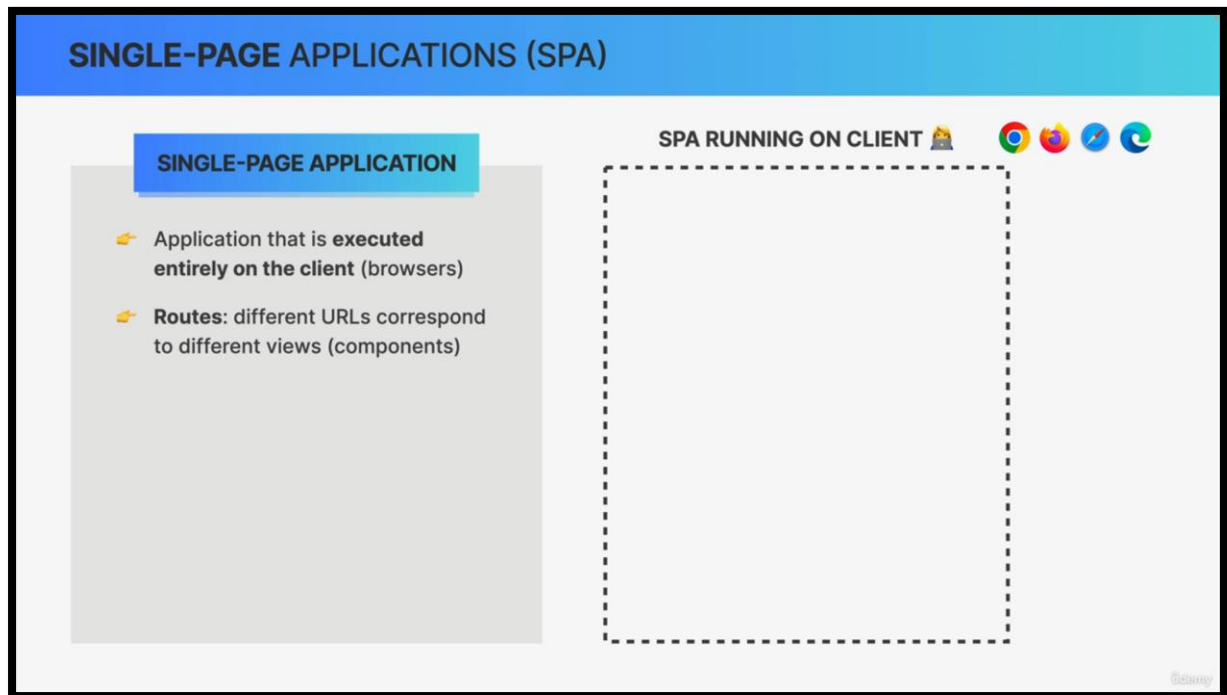 SINGLE-PAGE APPLICATIONS (SPA)
SINGLE-PAGE APPLICATION
Application that is executed
entirely on the client (browsers)
Routes: different URLs correspond
to different views (components)
SPA RUNNING ON CLIENT
Udemy